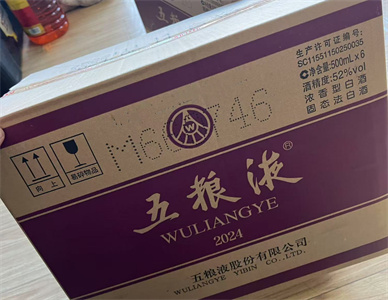 生产许可证编号:
SC11551150250035
净含量:500mL×6
酒精度:52%vol
浓香型白酒
固态法白酒
W
M60746
向上
易碎物品
五粮液®
WULIANGYE
2024
五粮液股份有限公司
WULIANGYE YIBIN CO.,LTD.